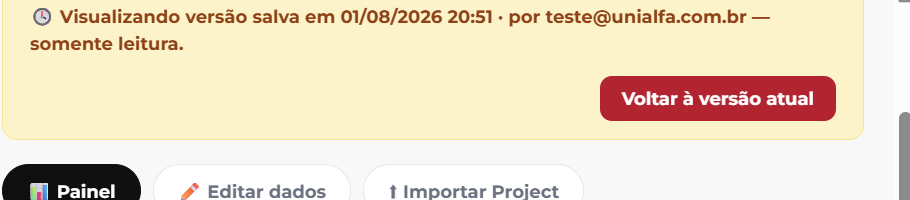 🕓 Visualizando versão salva em 01/08/2026 20:51 · por teste@unialfa.com.br —
somente leitura.
Voltar à versão atual
📊 Painel
✏️ Editar dados
⬆ Importar Project